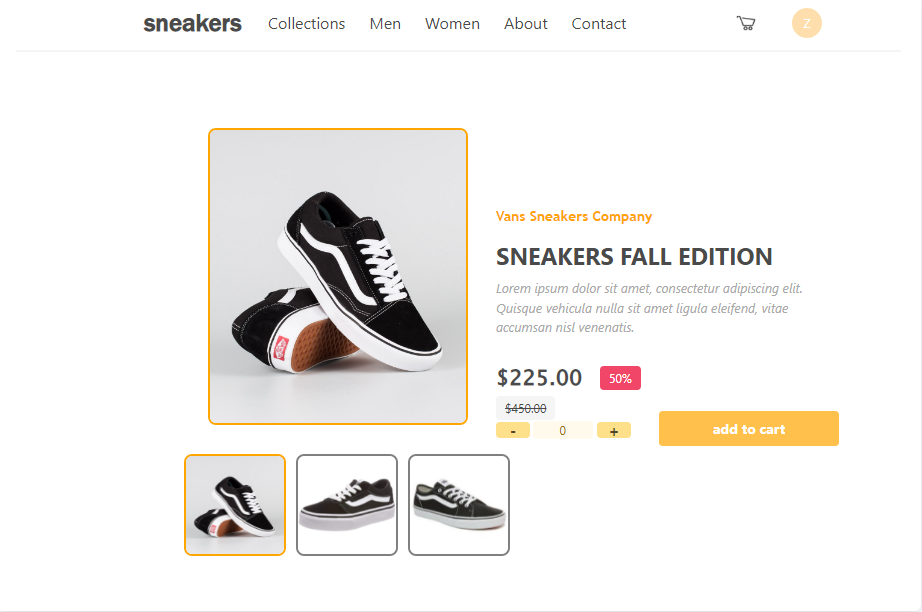 sneakers Collections Men Women About Contact Z
Vans Sneakers Company
SNEAKERS FALL EDITION
Lorem ipsum dolor sit amet, consectetur adipiscing elit.
Quisque vehicula nulla sit amet ligula eleifend, vitae
accumsan nisl venenatis.
$225.00 50%
$450.00
- 0 + add to cart